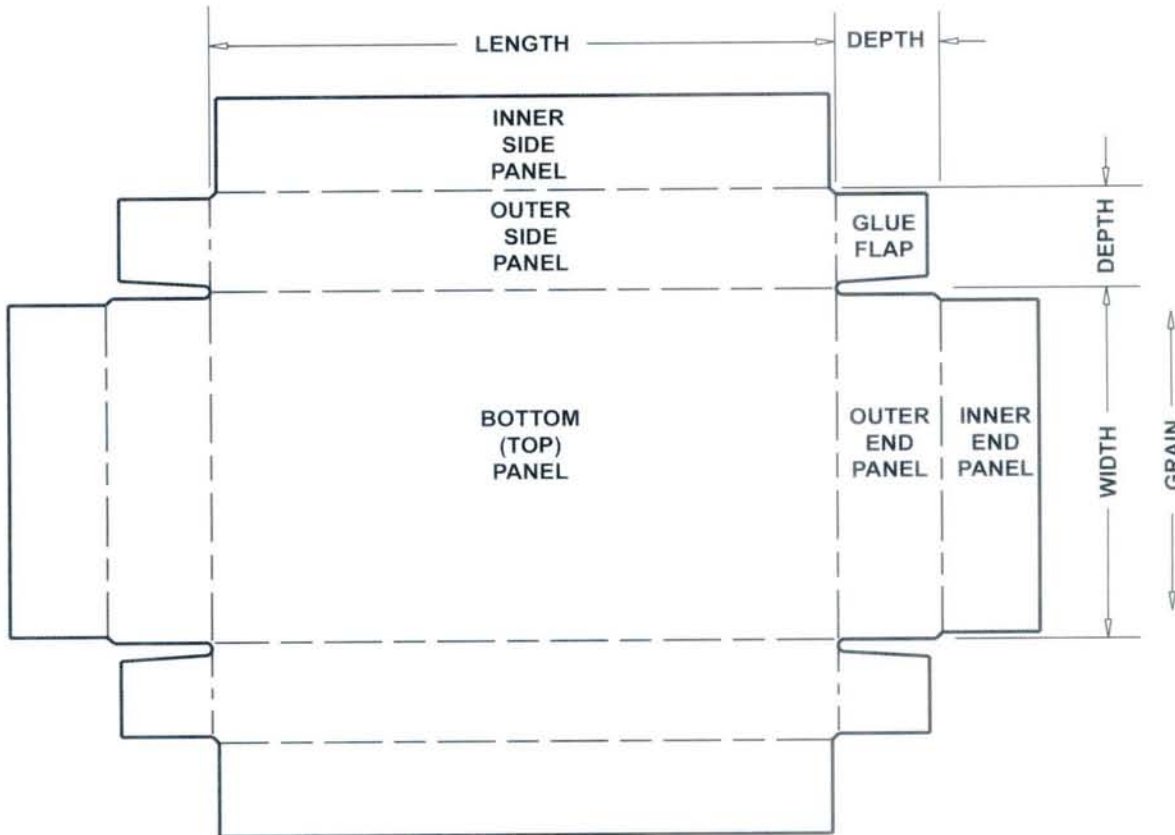 LENGTH
DEPTH
INNER
SIDE
PANEL
OUTER
SIDE
PANEL
GLUE
FLAP
DEPTH
BOTTOM
(TOP)
PANEL
OUTER
END
PANEL
INNER
END
PANEL
WIDTH
GRAIN